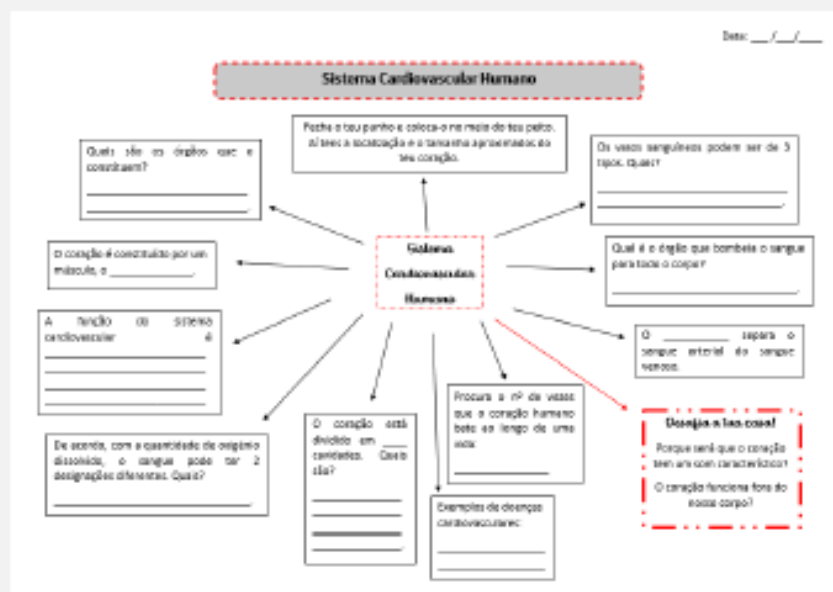 Data: ___/___/____
Sistema Cardiovascular Humano
Fecha o teu punho e coloca-o no meio do teu peito.
Aí tens a localização e o tamanho aproximados do
teu coração.
Quais são os órgãos que o
constituem?
Os vasos sanguíneos podem ser de 3
tipos. Quais?
O coração é constituído por um
músculo, o ______________.
Sistema
Cardiovascular
Humano
Qual é o órgão que bombeia o sangue
para todo o corpo?
A função do sistema
cardiovascular é
O ___________ separa o
sangue arterial do sangue
venoso.
De acordo, com a quantidade de oxigénio
dissolvido, o sangue pode ter 2
designações diferentes. Quais?
O coração está
dividido em ____
cavidades. Quais
são?
Procura o nº de vezes
que o coração humano
bate ao longo de uma
vida:
Exemplos de doenças
cardiovasculares:
Desafio a tua casa!
Porque será que o coração
tem um som característico?
O coração funciona fora do
nosso corpo?